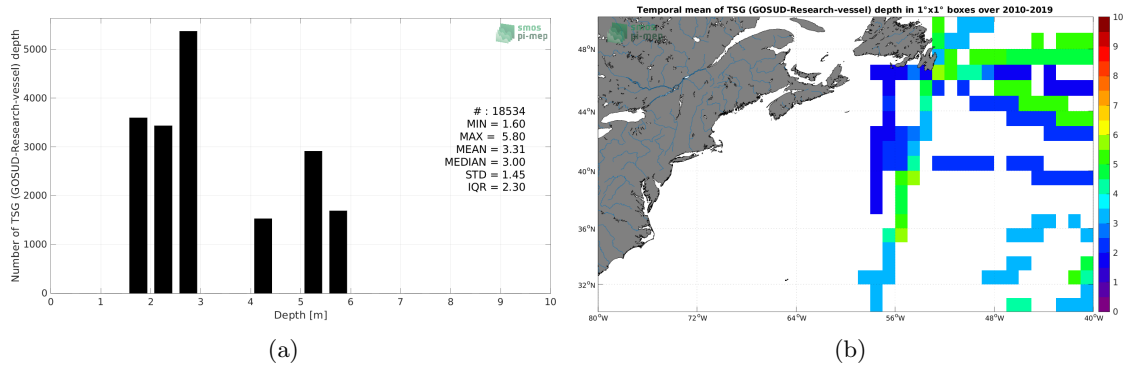 Number of TSG (GOSUD-Research-vessel) depth
5000
4000
3000
2000
1000
0
0 1 2 3 4 5 6 7 8 9 10
Depth [m]
smos
pi-mep
# : 18534
MIN = 1.60
MAX = 5.80
MEAN = 3.31
MEDIAN = 3.00
STD = 1.45
IQR = 2.30
(a)
Temporal mean of TSG (GOSUD-Research-vessel) depth in 1°x1° boxes over 2010-2019
smos
pi-mep
48°N
44°N
40°N
36°N
32°N
80°W 72°W 64°W 56°W 48°W 40°W
10
9
8
7
6
5
4
3
2
1
0
(b)